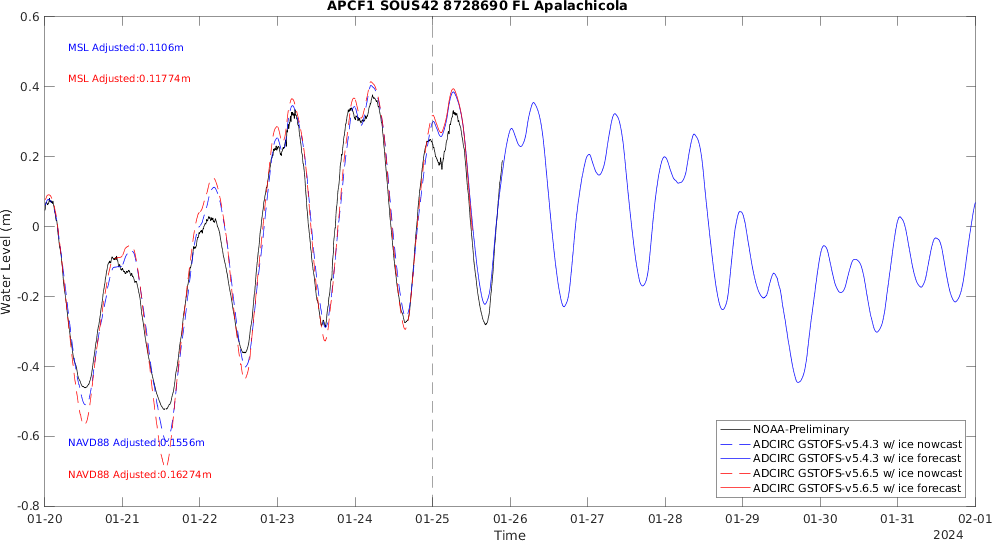 APCF1 SOUS42 8728690 FL Apalachicola
0.6
MSL Adjusted:0.1106m
MSL Adjusted:0.11774m
0.4
0.2
0
-0.2
-0.4
-0.6
-0.8
Water Level (m)
NAVD88 Adjusted:0.1556m
NAVD88 Adjusted:0.16274m
NOAA-Preliminary
ADCIRC GSTOFS-v5.4.3 w/ ice nowcast
ADCIRC GSTOFS-v5.4.3 w/ ice forecast
ADCIRC GSTOFS-v5.6.5 w/ ice nowcast
ADCIRC GSTOFS-v5.6.5 w/ ice forecast
01-20 01-21 01-22 01-23 01-24 01-25 01-26 01-27 01-28 01-29 01-30 01-31 02-01
Time
2024